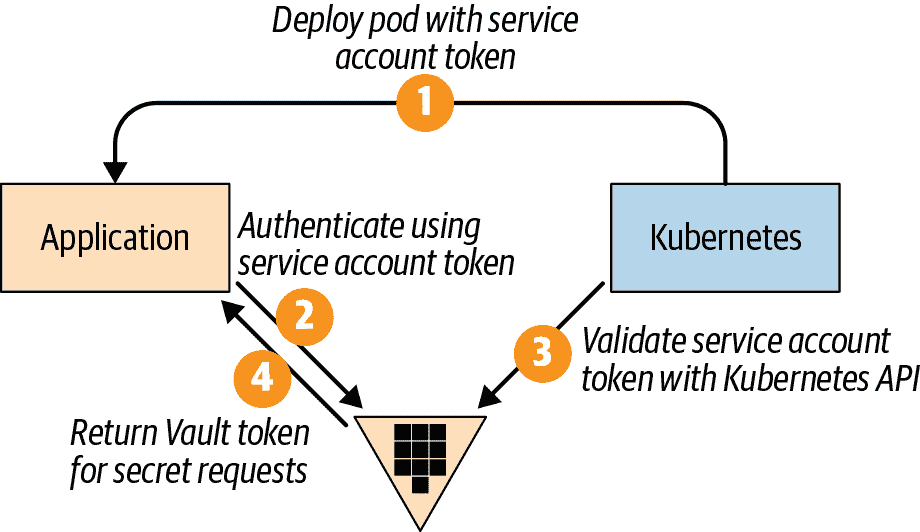 Deploy pod with service
account token
1
Application
Kubernetes
Authenticate using
service account token
2
3
Validate service account
token with Kubernetes API
4
Return Vault token
for secret requests